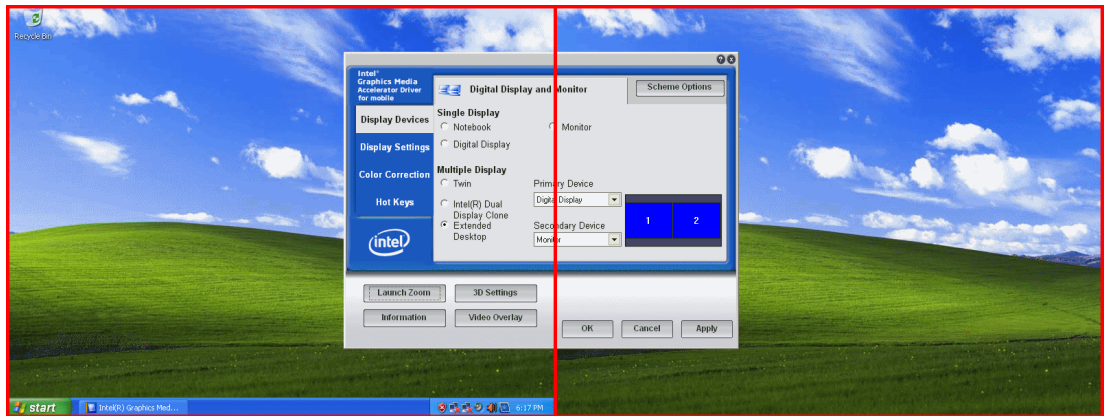 Recycle Bin
Intel®
Graphics Media
Accelerator Driver
for mobile
Digital Display and Monitor
Scheme Options
Display Devices
Display Settings
Color Correction
Hot Keys
intel
Single Display
Notebook
Monitor
Digital Display
Multiple Display
Twin
Primary Device
Intel(R) Dual
Display Clone
Digital Display
Extended
Desktop
Secondary Device
Monitor
1 2
Launch Zoom
3D Settings
Information
Video Overlay
OK
Cancel
Apply
start
Intel(R) Graphics Med...
6:17 PM